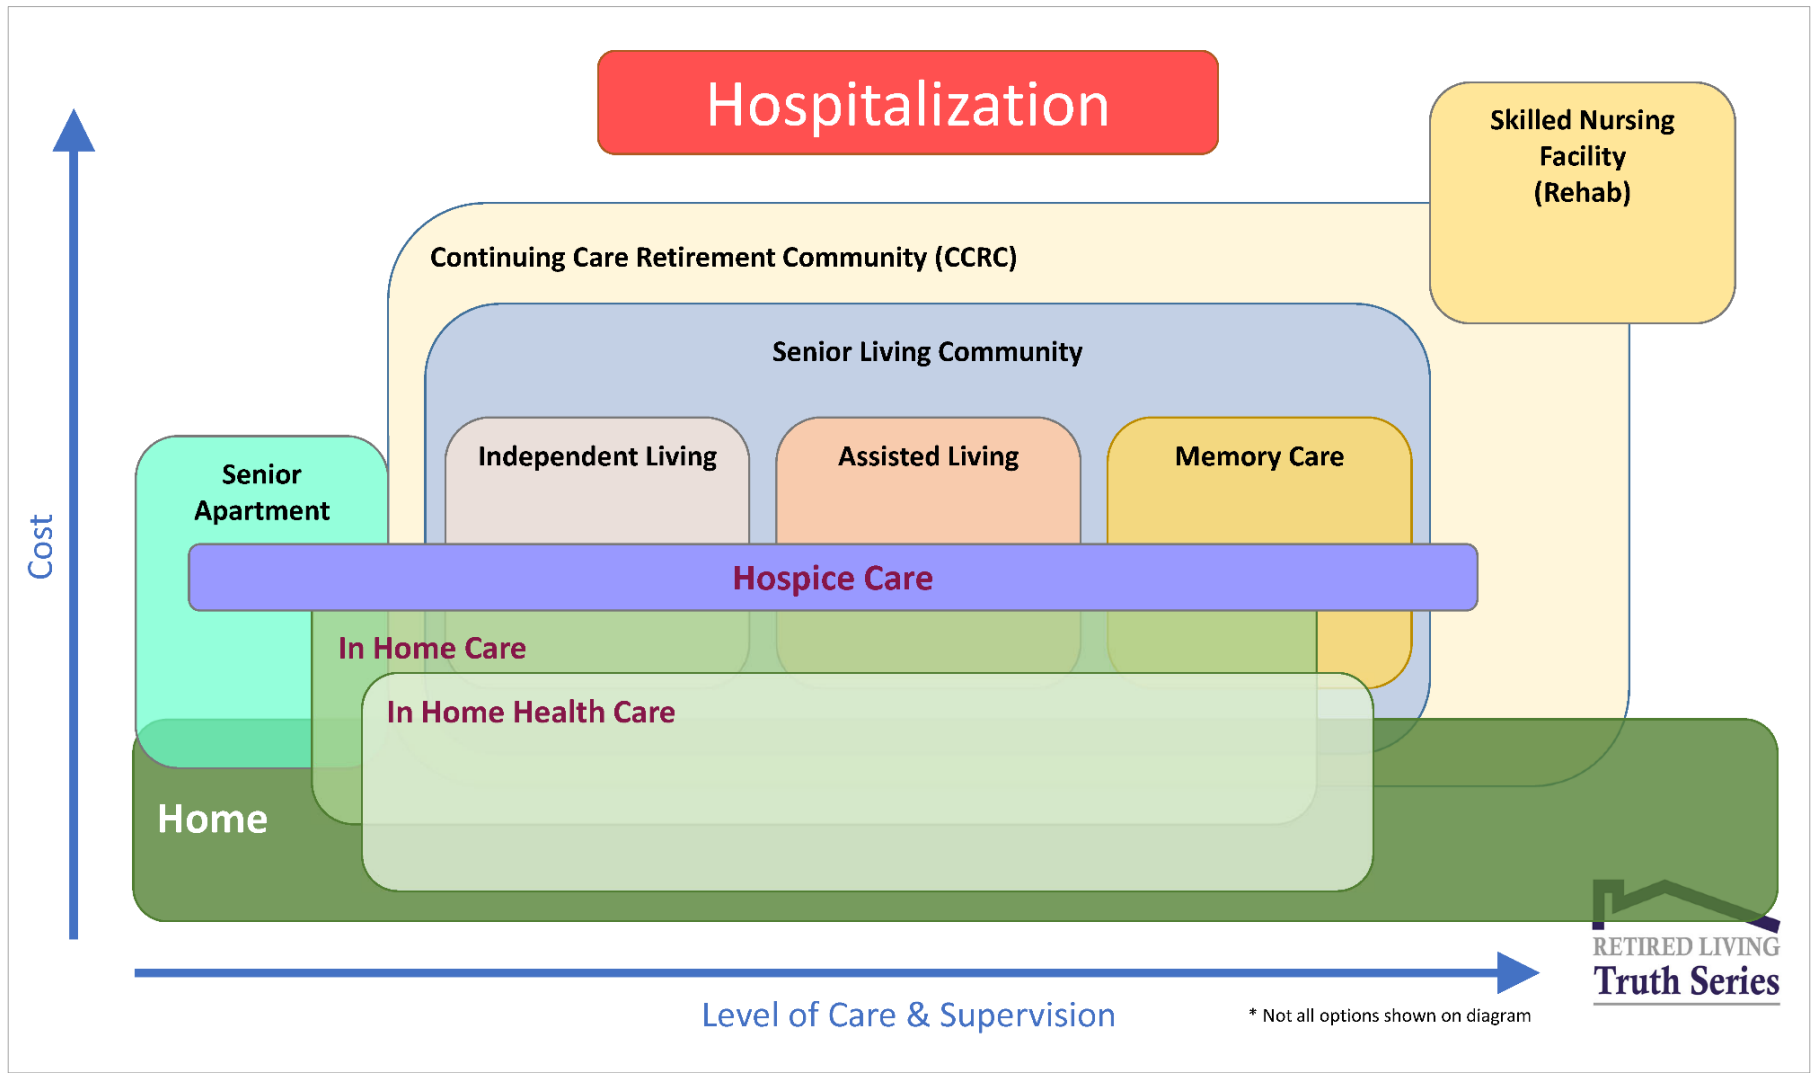 Hospitalization
Skilled Nursing
Facility
(Rehab)
Continuing Care Retirement Community (CCRC)
Senior Living Community
Independent Living
Assisted Living
Memory Care
Senior
Apartment
Cost
Hospice Care
In Home Care
In Home Health Care
Home
RETIRED LIVING
Truth Series
Level of Care & Supervision
* Not all options shown on diagram